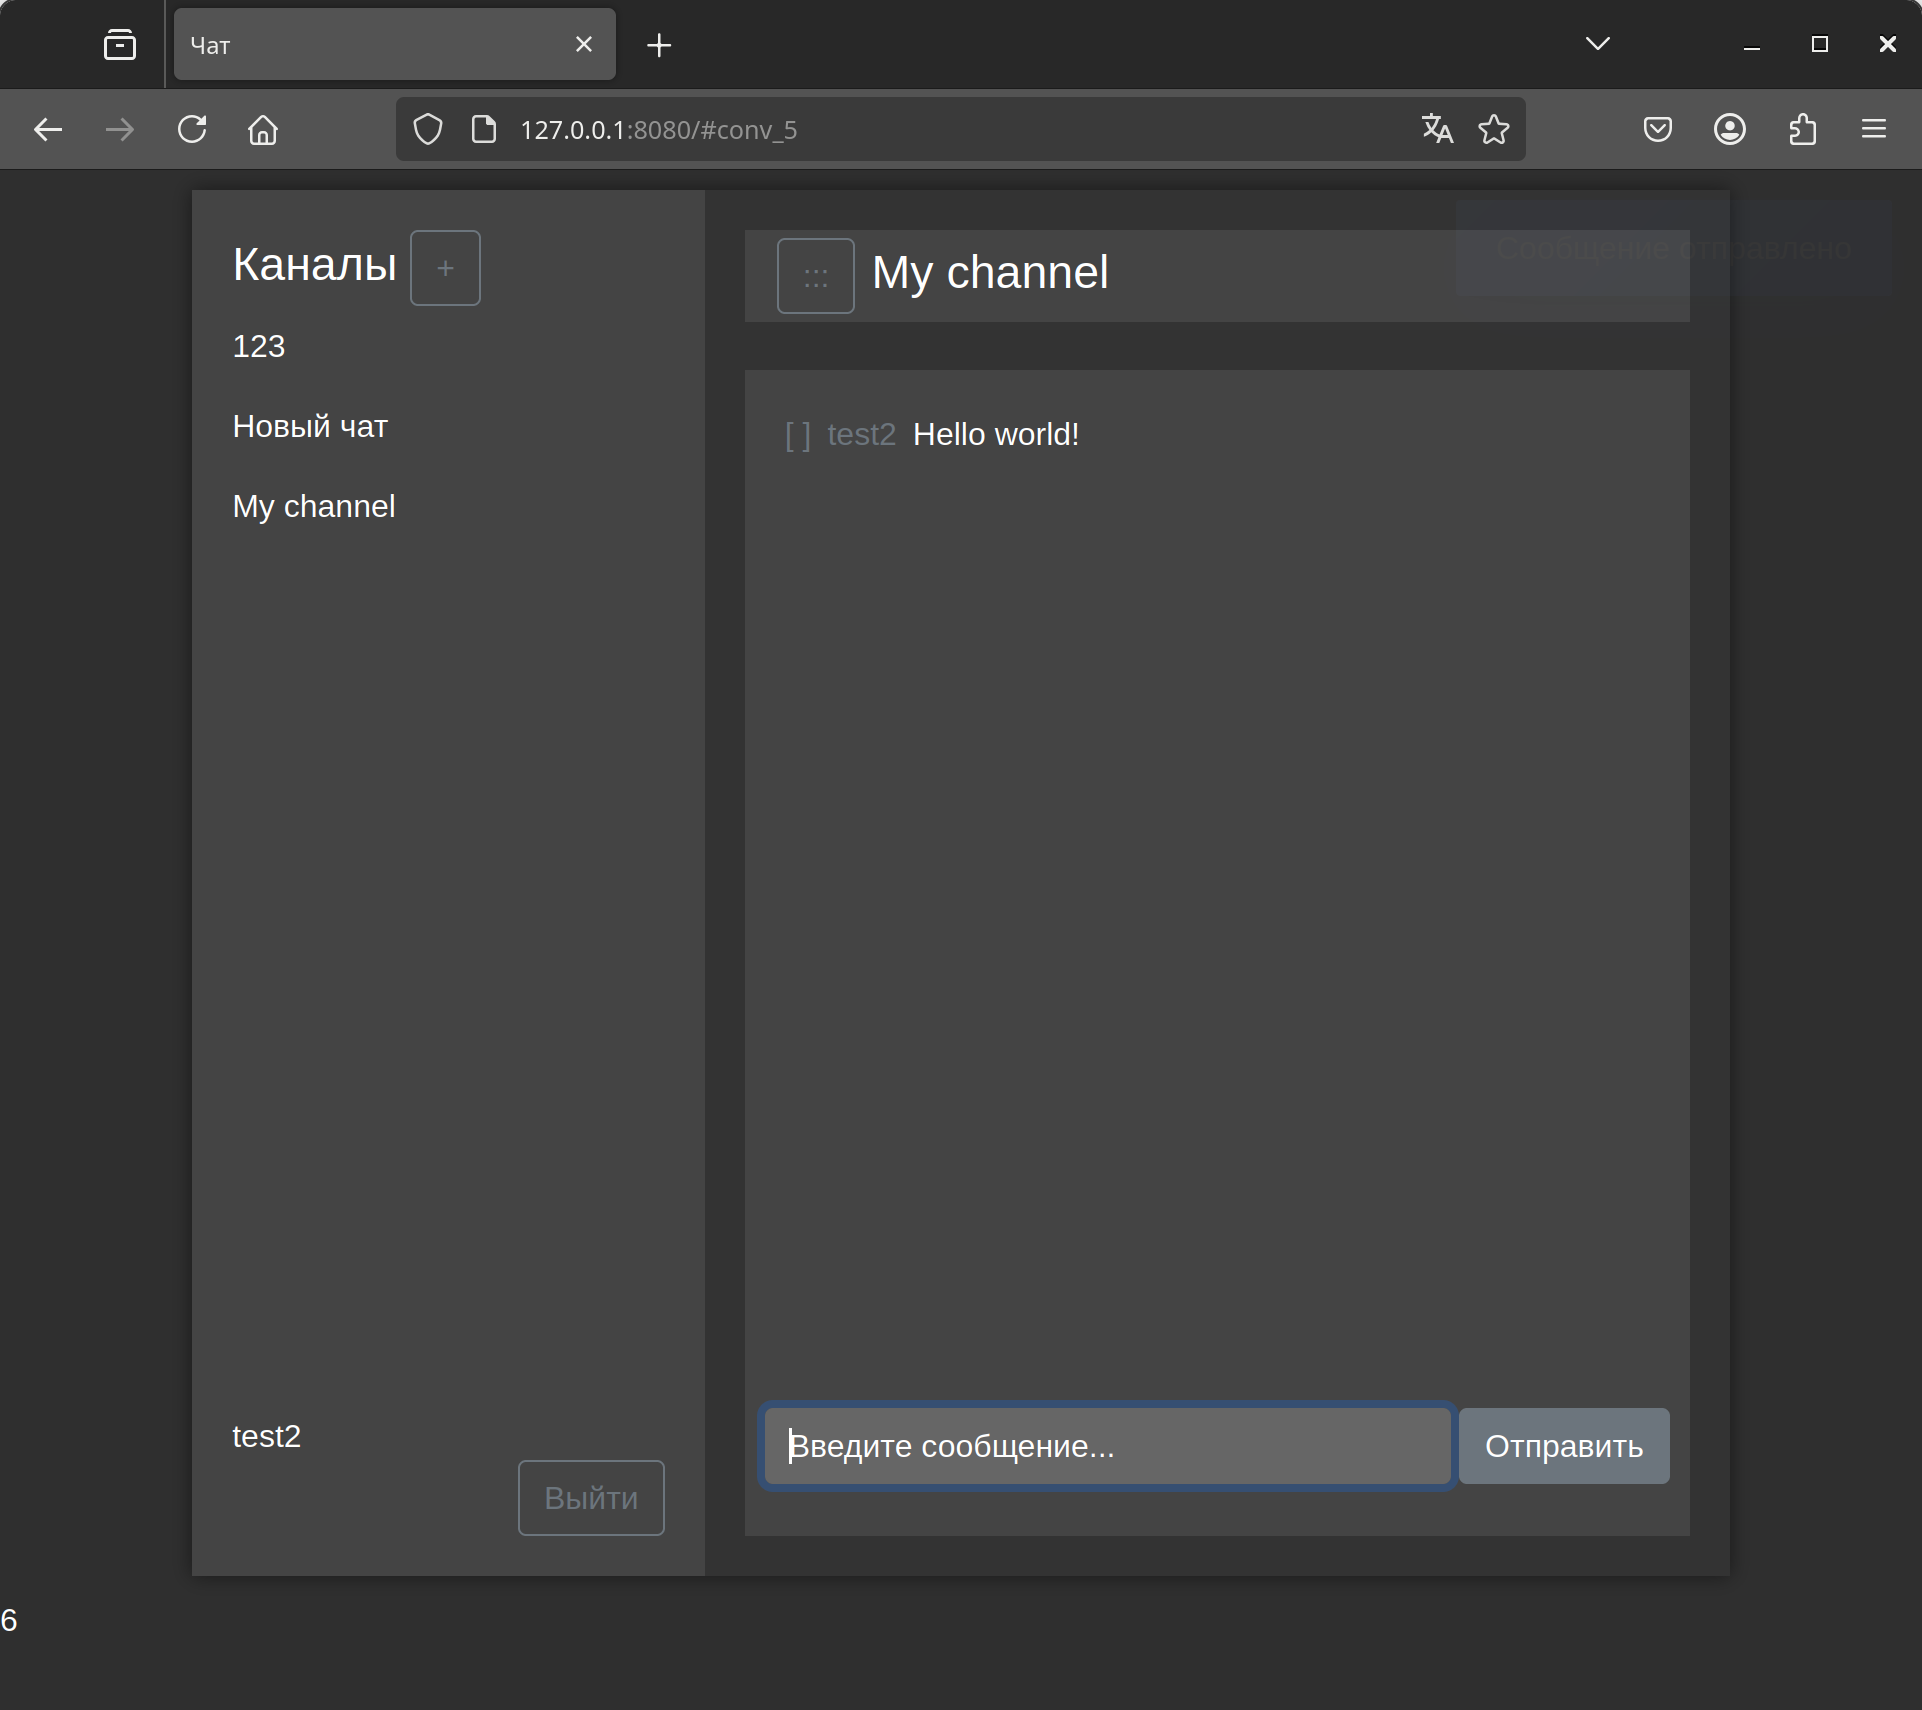 Чат
127.0.0.1:8080/#conv_5
Каналы +
123
Новый чат
My channel
test2
Выйти
::: My channel
Сообщение отправлено
[ ] test2 Hello world!
Введите сообщение...
Отправить
6